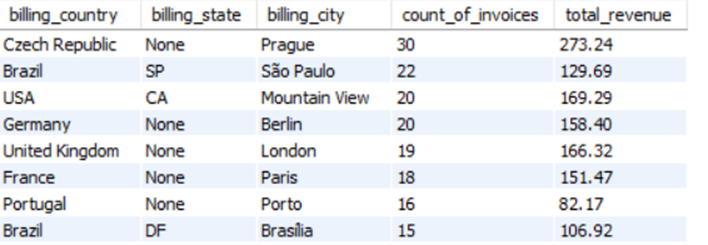 billing_country billing_state billing_city count_of_invoices total_revenue
Czech Republic None Prague 30 273.24
Brazil SP São Paulo 22 129.69
USA CA Mountain View 20 169.29
Germany None Berlin 20 158.40
United Kingdom None London 19 166.32
France None Paris 18 151.47
Portugal None Porto 16 82.17
Brazil DF Brasília 15 106.92